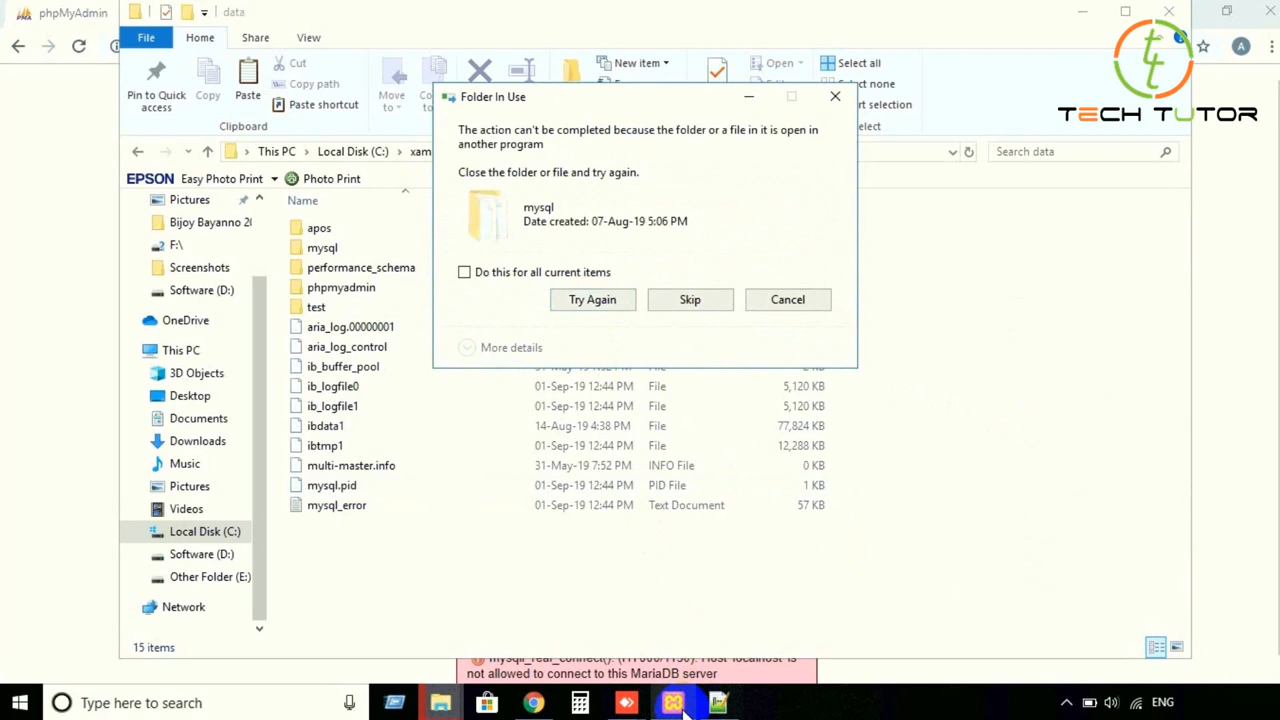 phpMyAdmin
data
A
File
Home
Share
View
Pin to Quick
access
Copy
Paste
Cut
Copy path
Paste shortcut
Clipboard
Move
to
New item
Open
Select all
TECH TUTOR
This PC
Local Disk (C:)
xam
Search data
EPSON Easy Photo Print
Photo Print
Folder In Use
The action can't be completed because the folder or a file in it is open in
another program
Close the folder or file and try again.
mysql
Date created: 07-Aug-19 5:06 PM
Do this for all current items
Try Again
Skip
Cancel
More details
Pictures
Bijoy Bayanno 20
F:\
Screenshots
Software (D:)
OneDrive
This PC
3D Objects
Desktop
Documents
Downloads
Music
Pictures
Videos
Local Disk (C:)
Software (D:)
Other Folder (E:)
Network
Name
apos
mysql
performance_schema
phpmyadmin
test
aria_log.00000001
aria_log_control
ib_buffer_pool
ib_logfile0 01-Sep-19 12:44 PM File 5,120 KB
ib_logfile1 01-Sep-19 12:44 PM File 5,120 KB
ibdata1 14-Aug-19 4:38 PM File 77,824 KB
ibtmp1 01-Sep-19 12:44 PM File 12,288 KB
multi-master.info 31-May-19 7:52 PM INFO File 0 KB
mysql.pid 01-Sep-19 12:44 PM PID File 1 KB
mysql_error 01-Sep-19 12:44 PM Text Document 57 KB
15 items
not allowed to connect to this MariaDB server
Type here to search
ENG